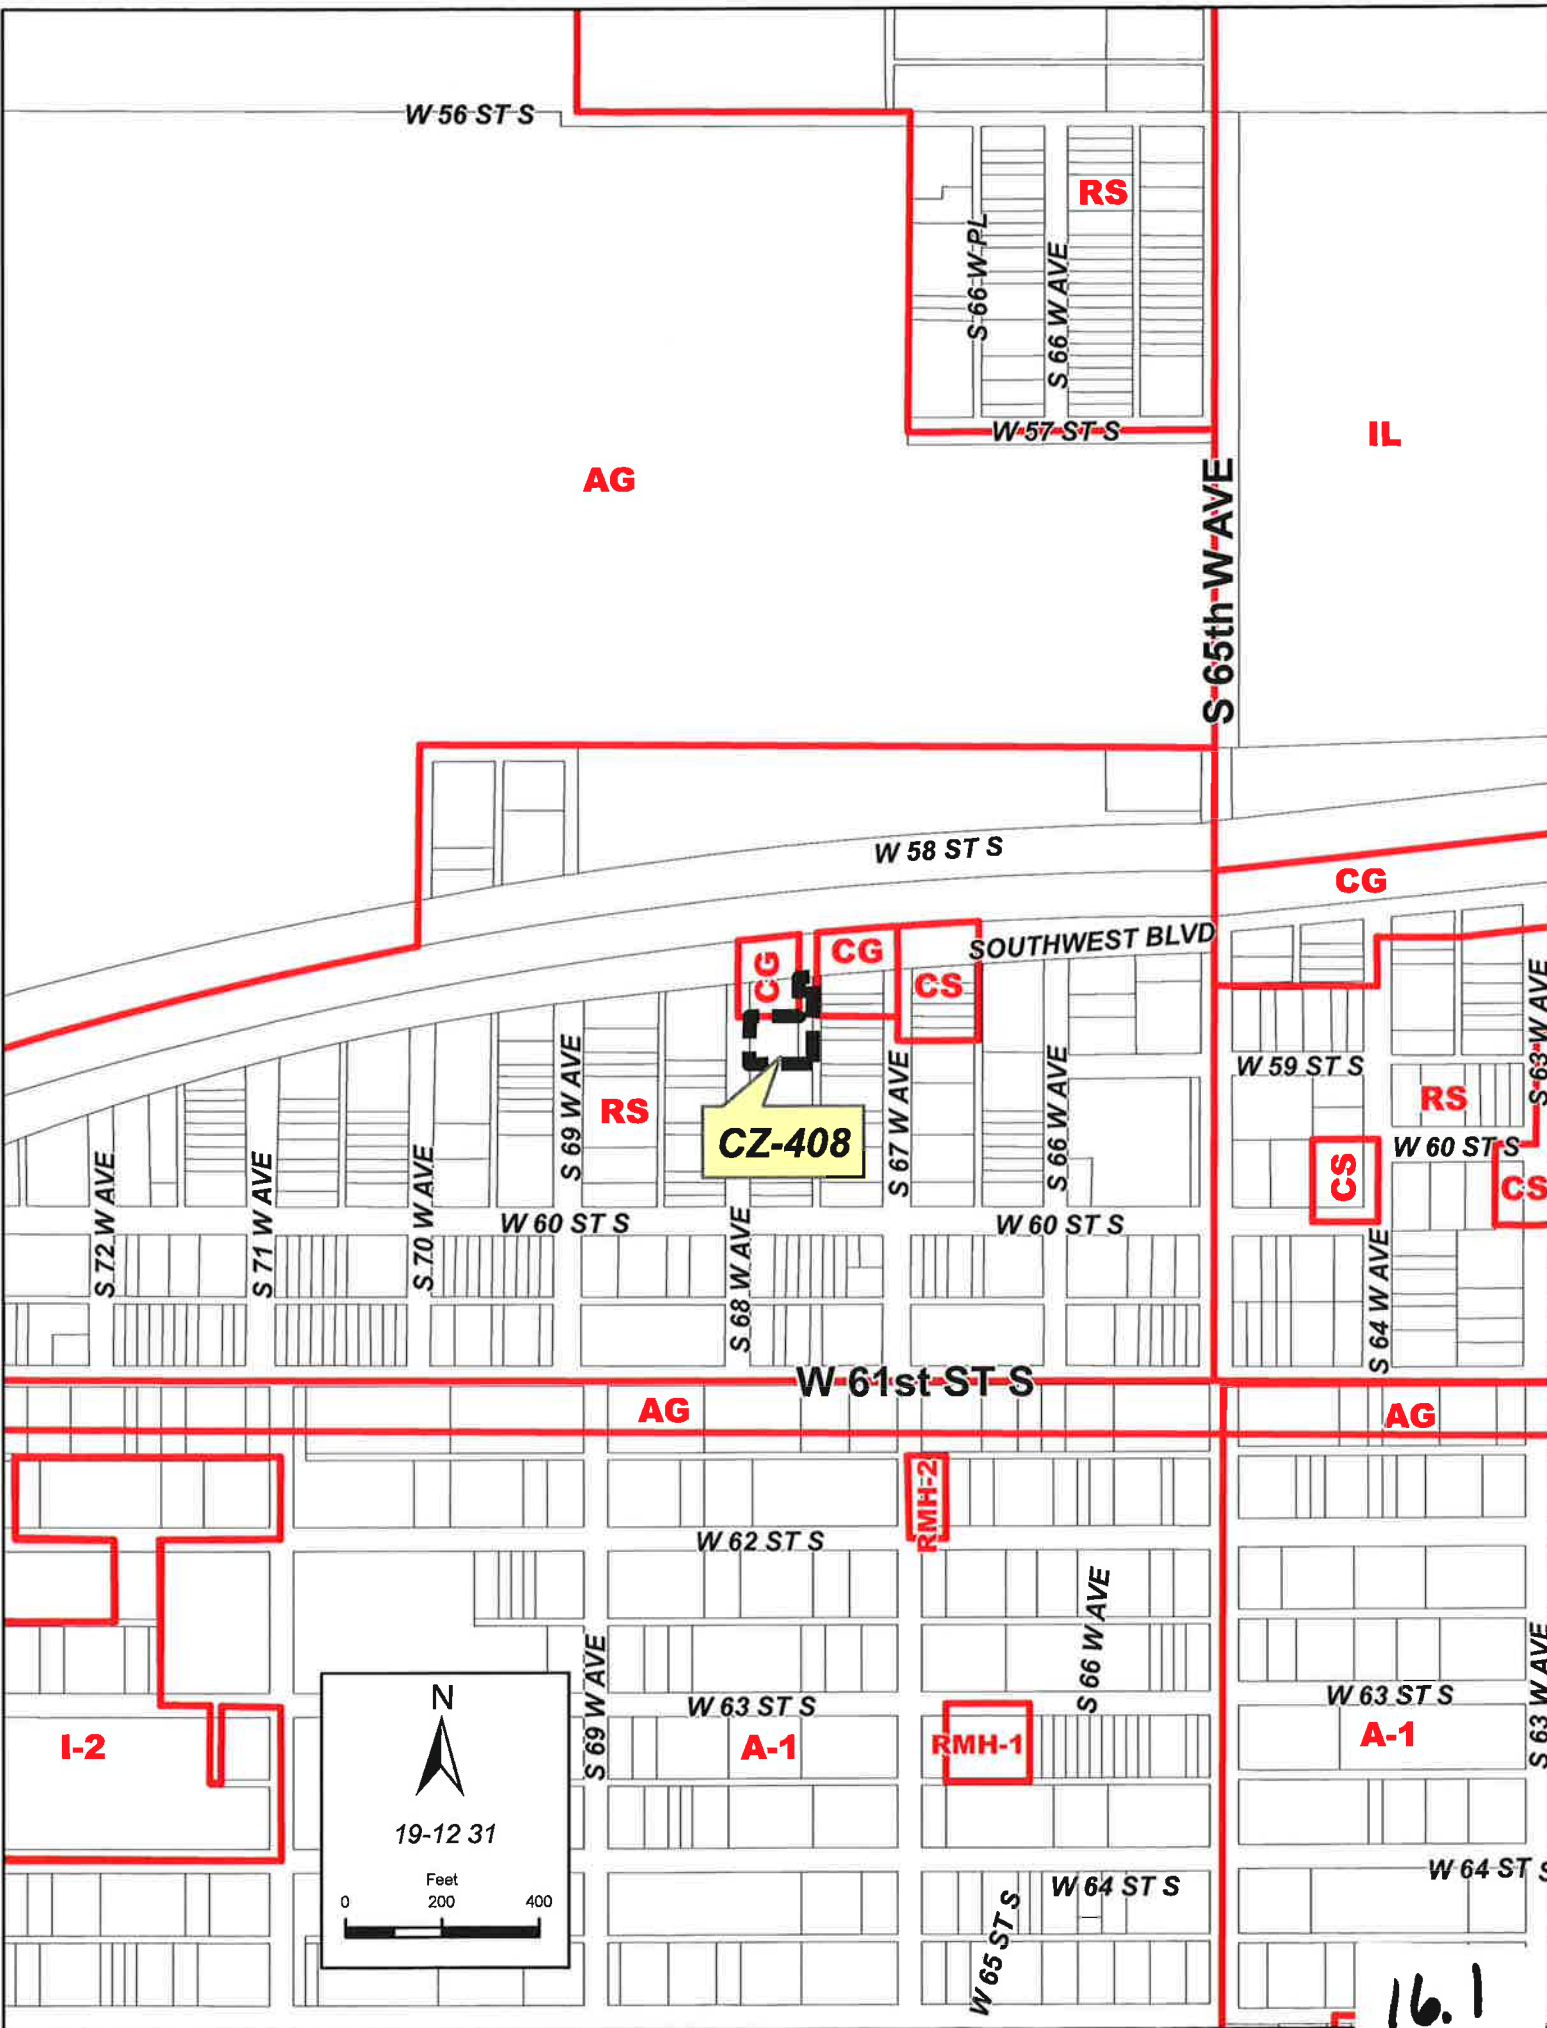 W 56 ST S
RS
S 66 W PL
S 66 W AVE
W 57 ST S
IL
AG
S 65th W AVE
W 58 ST S
CG
SOUTHWEST BLVD
CG
CG
CS
S 63 W AVE
S 69 W AVE
W 59 ST S
RS
RS
CZ-408
S 67 W AVE
S 66 W AVE
W 60 ST S
CS
CS
S 72 W AVE
S 71 W AVE
S 70 W AVE
W 60 ST S
S 68 W AVE
W 60 ST S
S 64 W AVE
W 61st ST S
AG
AG
RMH-2
W 62 ST S
S 66 W AVE
S 69 W AVE
S 63 W AVE
W 63 ST S
W 63 ST S
I-2
A-1
RMH-1
A-1
N
19-12 31
Feet
0 200 400
W 64 ST S
W 64 ST S
W 65 ST S
16.1